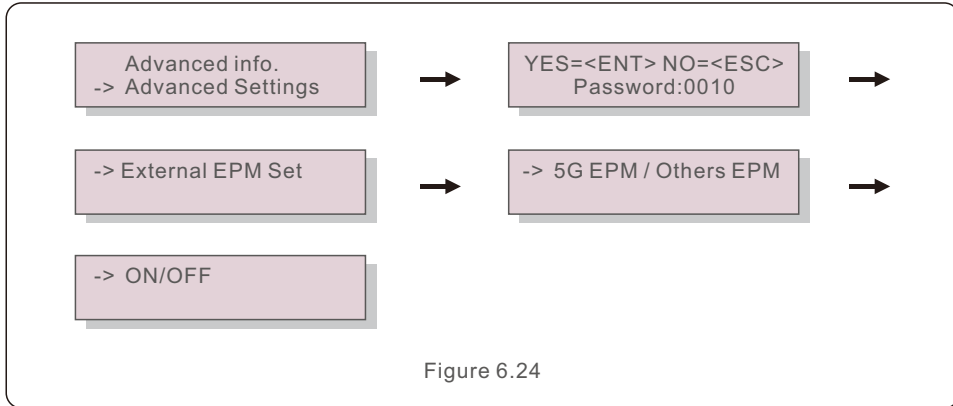 Advanced info.
-> Advanced Settings
YES=<ENT> NO=<ESC>
Password:0010
-> External EPM Set
-> 5G EPM / Others EPM
-> ON/OFF
Figure 6.24